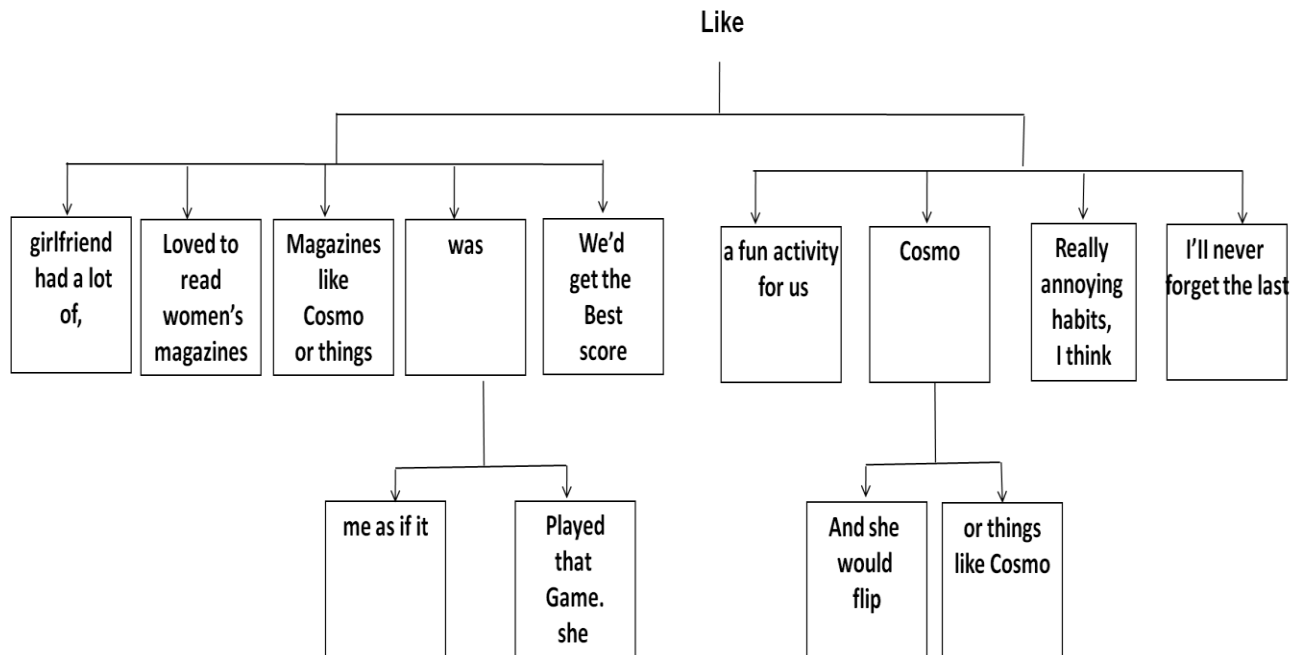 Like
girlfriend
had a lot
of,
Loved to
read
women's
magazines
Magazines
like
Cosmo
or things
was
We'd
get the
Best
score
a fun activity
for us
Cosmo
Really
annoying
habits,
I think
I'll never
forget the last
me as if it
Played
that
Game.
she
And she
would
flip
or things
like Cosmo